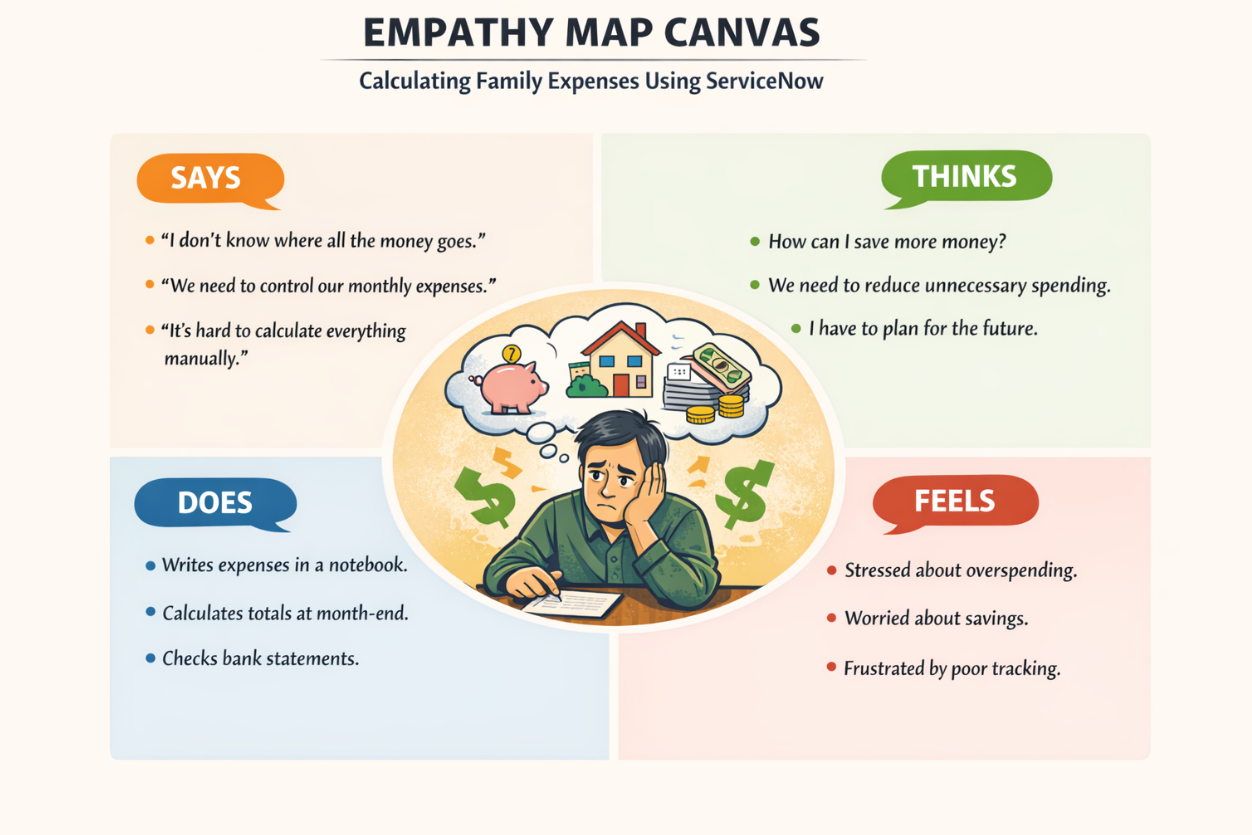 EMPATHY MAP CANVAS
Calculating Family Expenses Using ServiceNow
SAYS
“I don’t know where all the money goes.”
“We need to control our monthly expenses.”
“It’s hard to calculate everything
manually.”
THINKS
How can I save more money?
We need to reduce unnecessary spending.
I have to plan for the future.
DOES
Writes expenses in a notebook.
Calculates totals at month-end.
Checks bank statements.
FEELS
Stressed about overspending.
Worried about savings.
Frustrated by poor tracking.